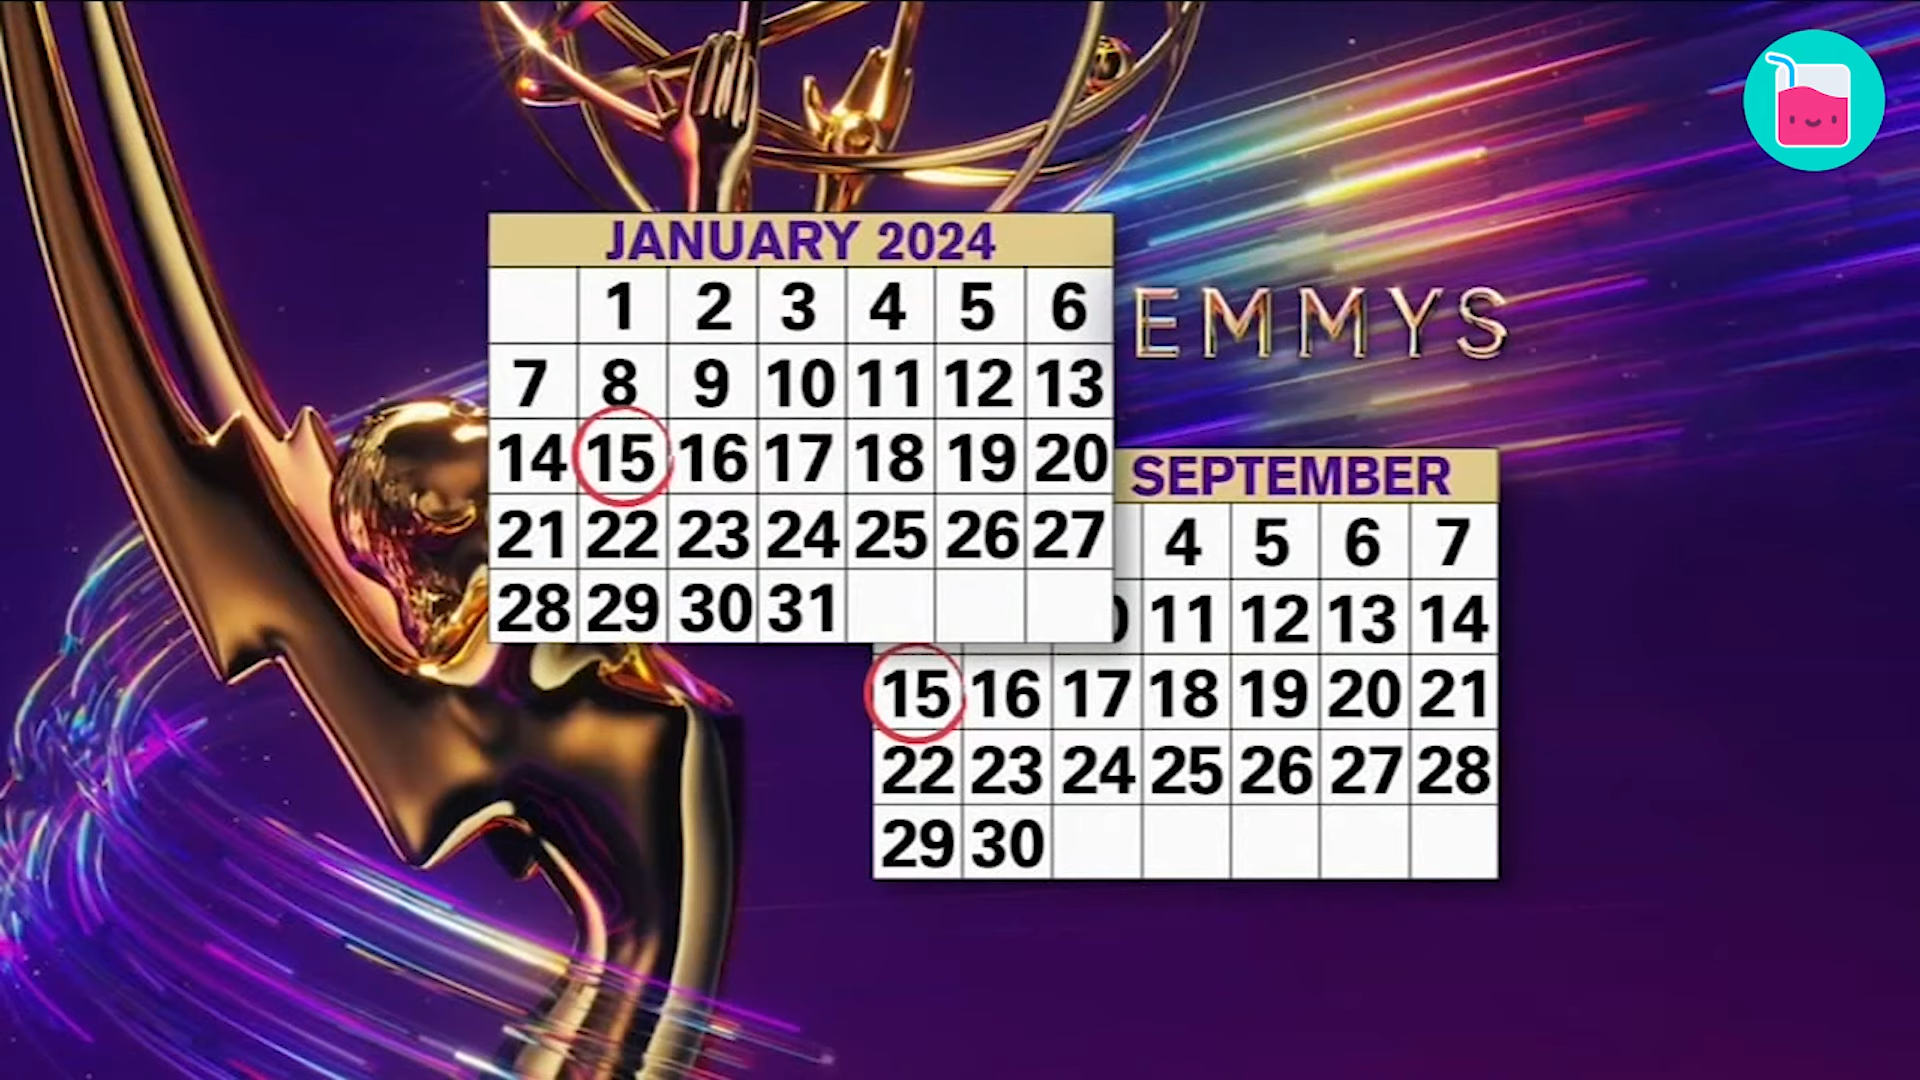 JANUARY 2024
1 2 3 4 5 6
7 8 9 10 11 12 13
14 15 16 17 18 19 20
21 22 23 24 25 26 27
28 29 30 31
EMMYS
SEPTEMBER
4 5 6 7
11 12 13 14
15 16 17 18 19 20 21
22 23 24 25 26 27 28
29 30